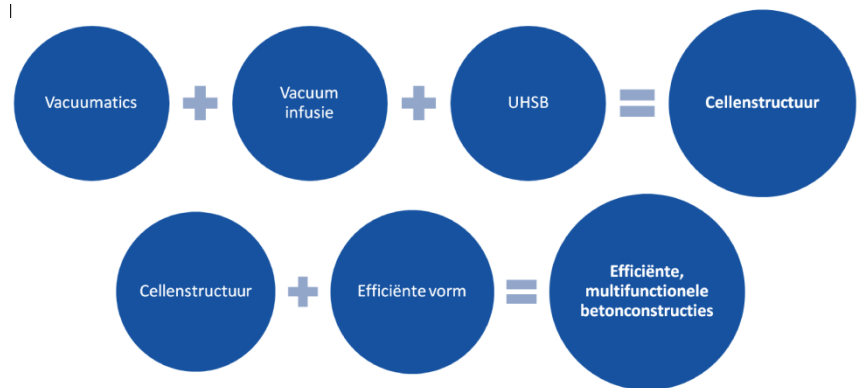 Vacuumatics
Vacuum
infusie
UHSB
Cellenstructuur
Cellenstructuur
Efficiënte vorm
Efficiënte,
multifunctionele
betonconstructies